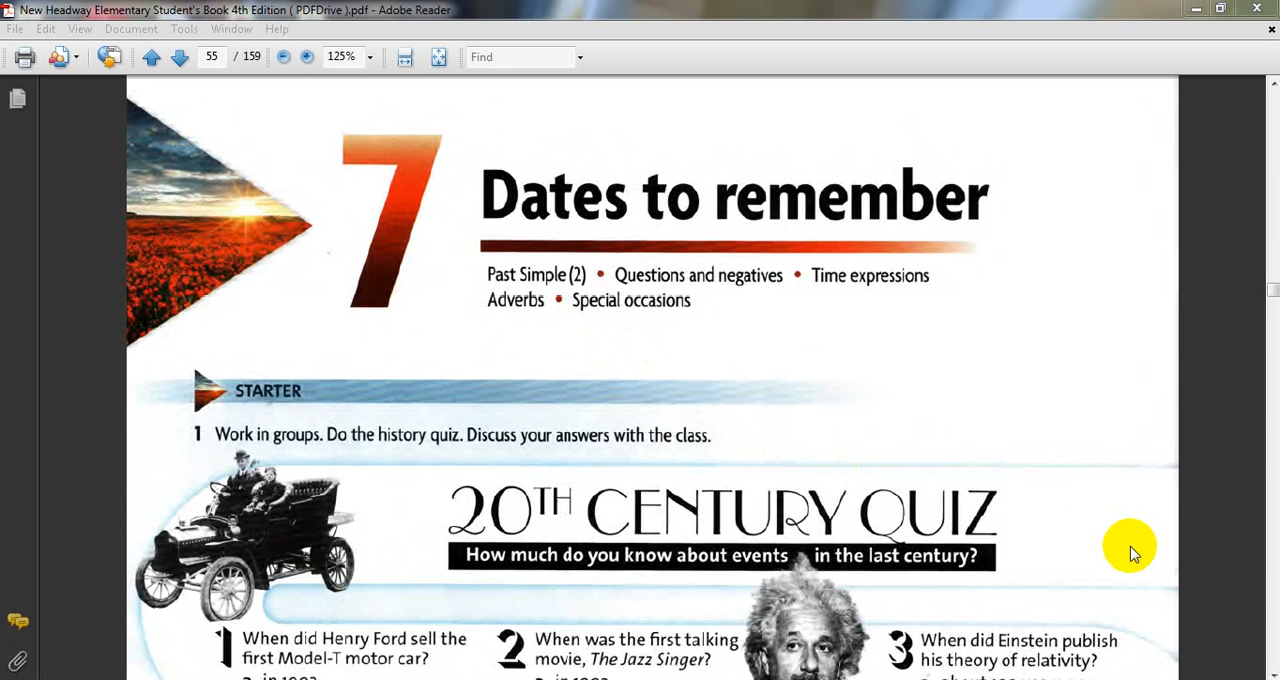 New Headway Elementary Student's Book 4th Edition ( PDFDrive ).pdf - Adobe Reader
File Edit View Document Tools Window Help
55 / 159 125% Find
7
Dates to remember
Past Simple (2) • Questions and negatives • Time expressions
Adverbs • Special occasions
STARTER
1 Work in groups. Do the history quiz. Discuss your answers with the class.
20TH CENTURY QUIZ
How much do you know about events in the last century?
1 When did Henry Ford sell the
first Model-T motor car?
2 When was the first talking
movie, The Jazz Singer?
3 When did Einstein publish
his theory of relativity?